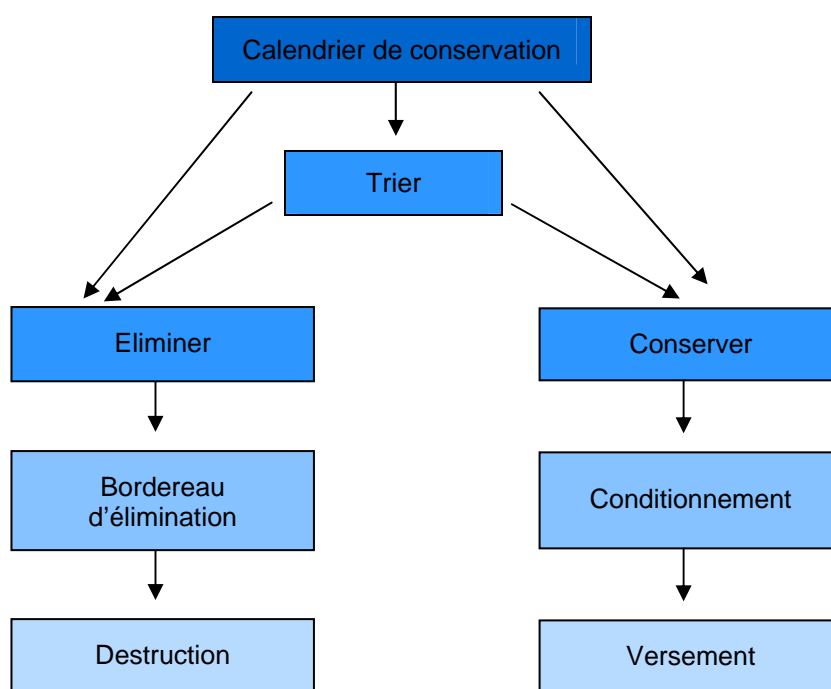 Calendrier de conservation
Trier
Eliminer
Conserver
Bordereau
d’élimination
Conditionnement
Destruction
Versement